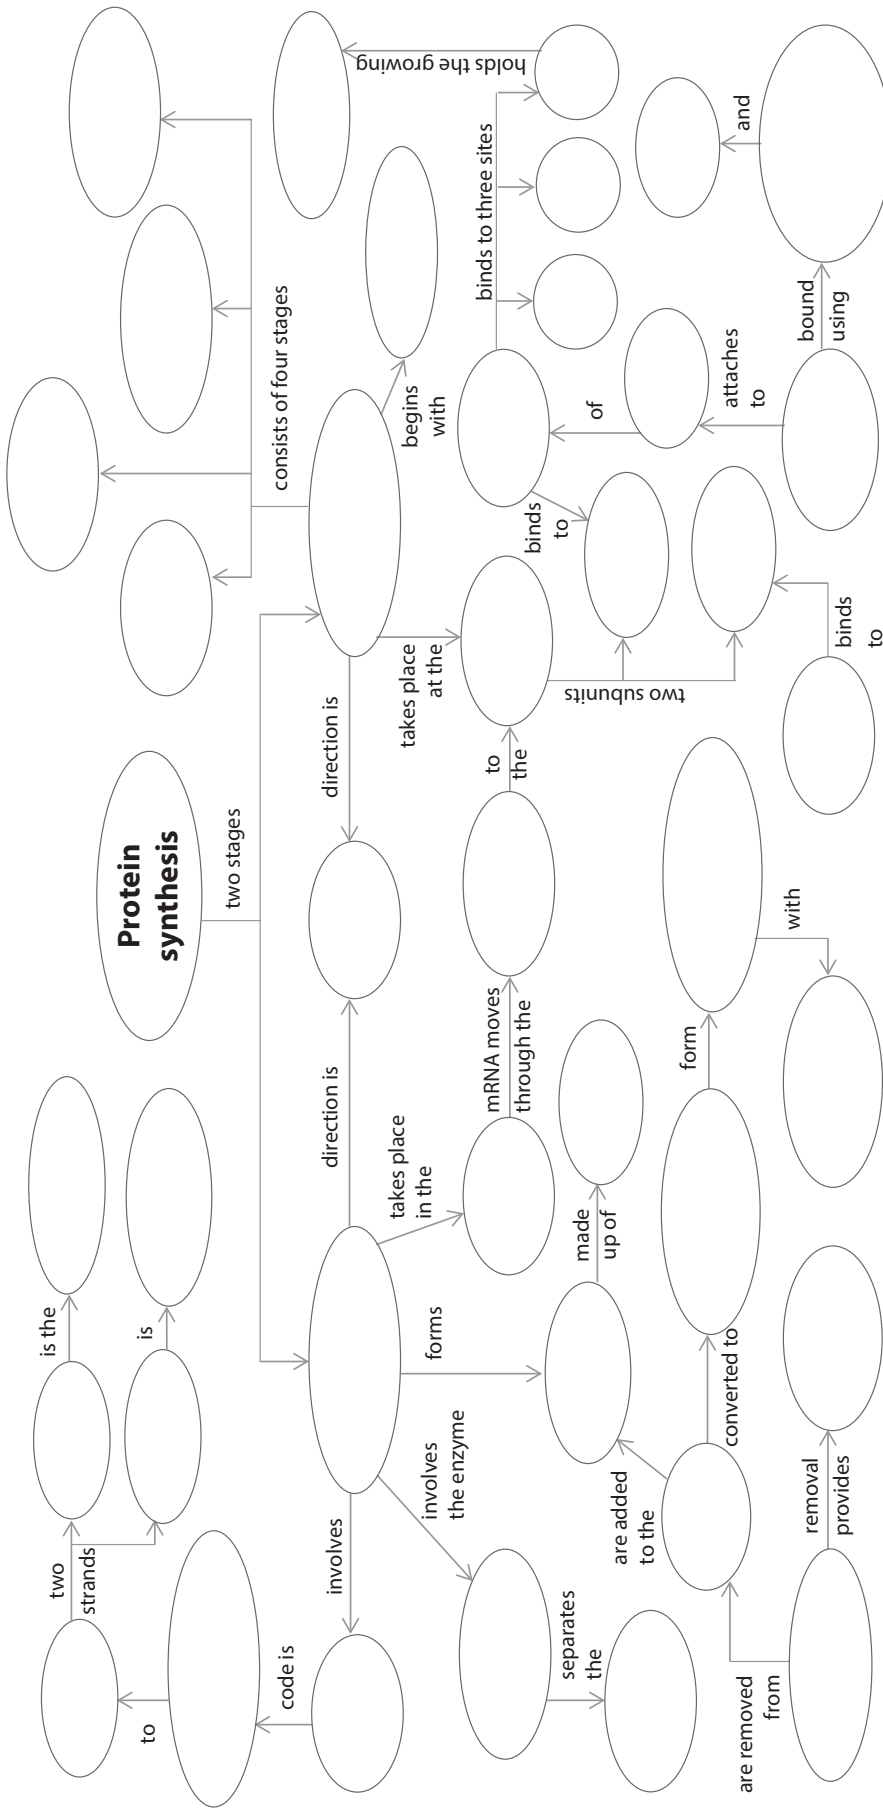 Protein
synthesis
two stages
two
strands
is the
is
to
code is
involves
involves
the enzyme
separates
the
forms
made
up of
are added
to the
are removed
from
removal
provides
converted to
form
with
direction is
takes place
in the
mRNA moves
through the
to
the
direction is
takes place
at the
two subunits
binds
to
consists of four stages
begins
with
binds
to
of
attaches
to
binds to three sites
holds the growing
bound
using
and